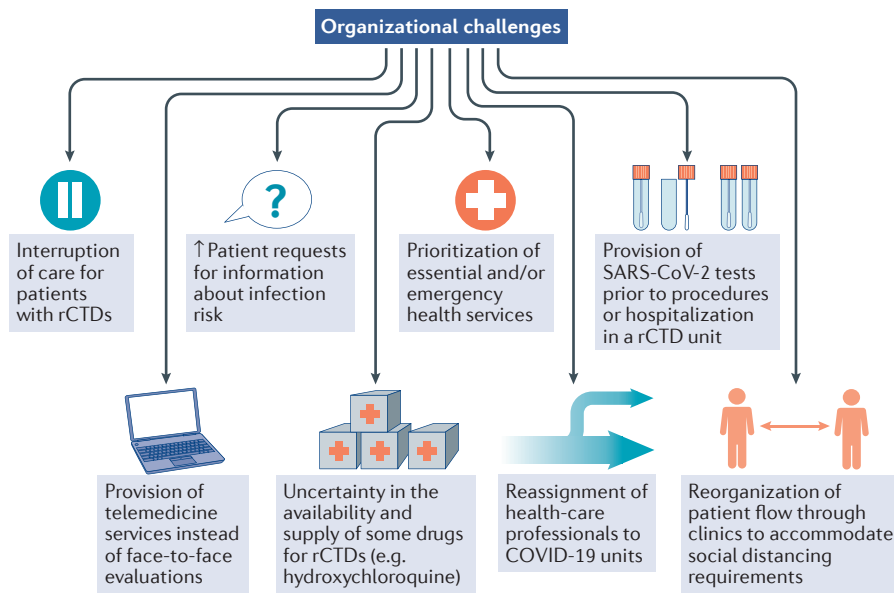 Organizational challenges
?
Interruption
of care for
patients
with rCTDs
↑Patient requests
for information
about infection
risk
Prioritization of
essential and/or
emergency
health services
Provision of
SARS-CoV-2 tests
prior to procedures
or hospitalization
in a rCTD unit
Provision of
telemedicine
services instead
of face-to-face
evaluations
Uncertainty in the
availability and
supply of some drugs
for rCTDs (e.g.
hydroxychloroquine)
Reassignment of
health-care
professionals to
COVID-19 units
Reorganization of
patient flow through
clinics to accommodate
social distancing
requirements